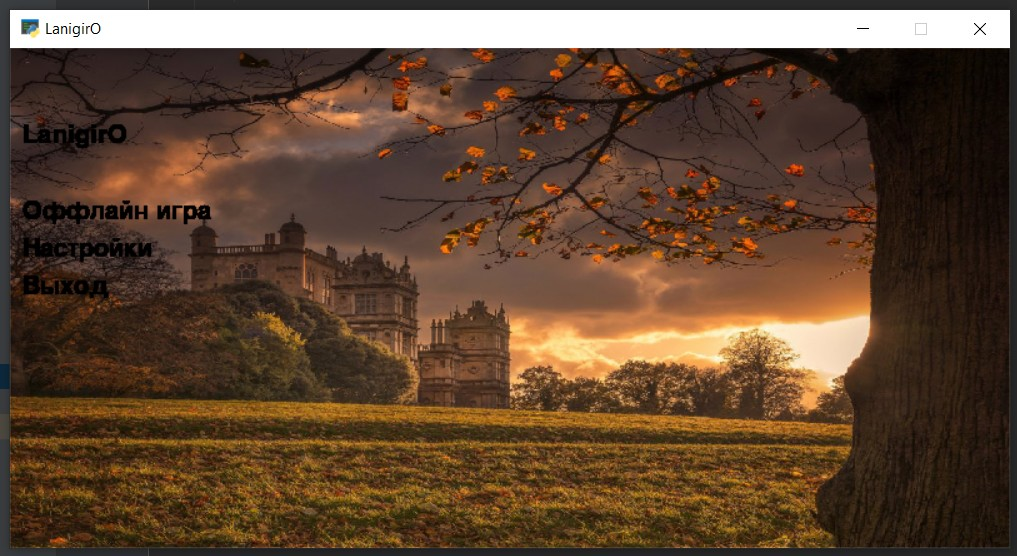 LanigirO
LanigirO
Оффлайн игра
Настройки
Выход